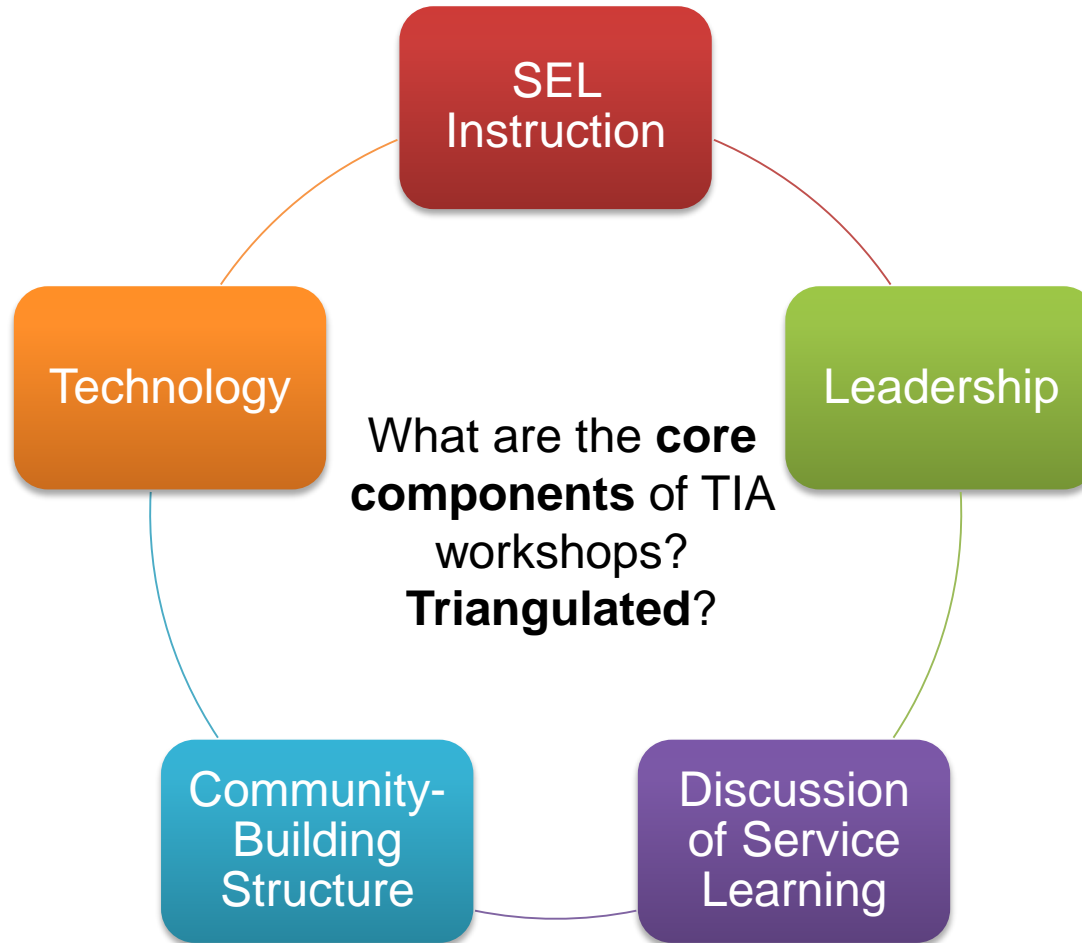 SEL
Instruction
Technology
Leadership
What are the core
components of TIA
workshops?
Triangulated?
Community-
Building
Structure
Discussion
of Service
Learning